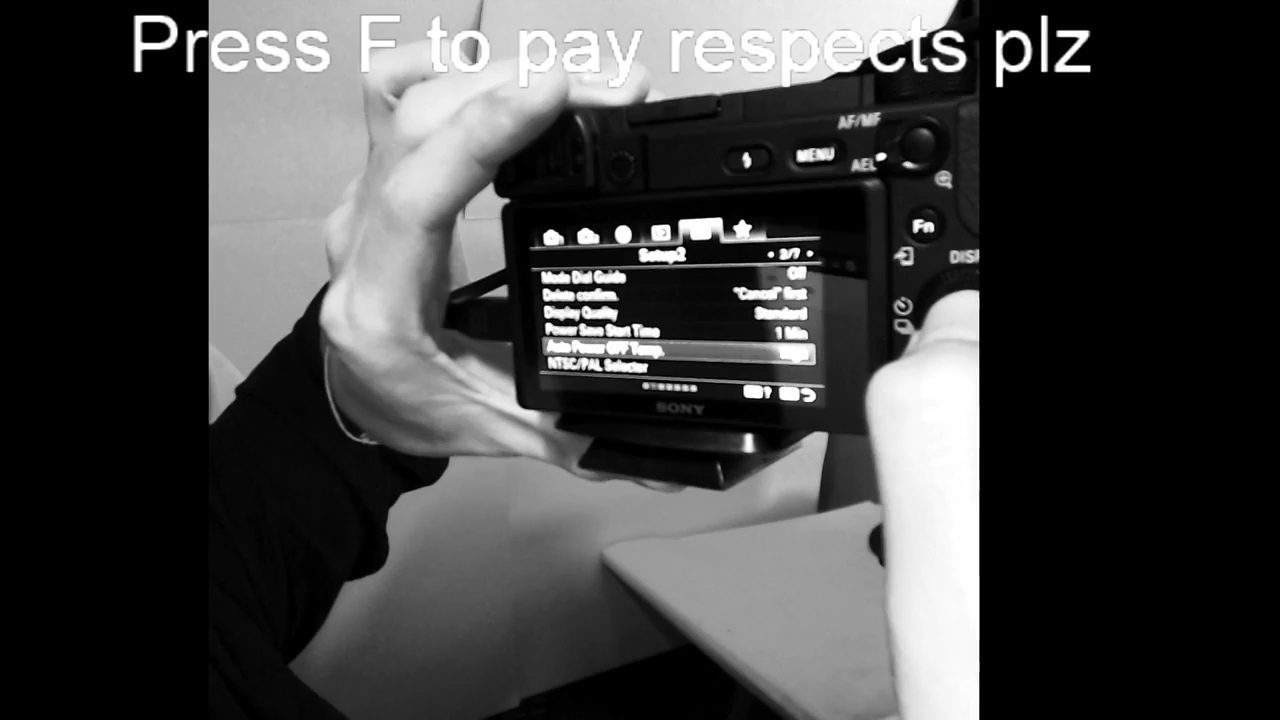 Press F to pay respects plz
AF/MF
MENU
AEL
Fn
DISP
Setup2
2/7
Mode Dial Guide Off
Delete confirm. "Cancel" first
Display Quality Standard
Power Save Start Time 1 Min
Auto Power OFF Temp. High
NTSC/PAL Selector
?
SONY